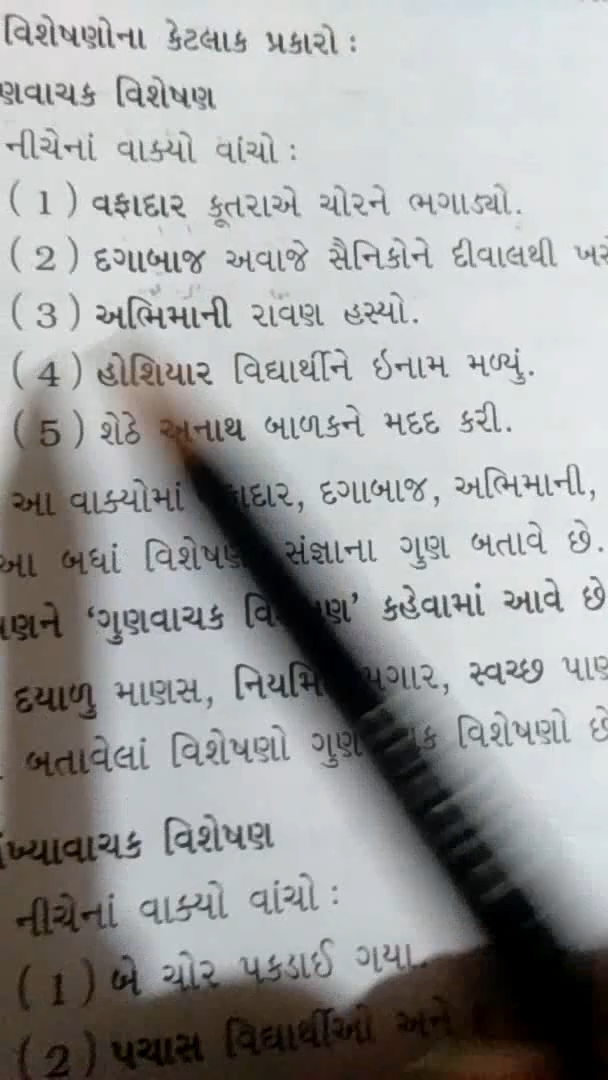 વિશેષણોના કેટલાક પ્રકારો :
ણવાચક વિશેષણ
નીચેનાં વાક્યો વાંચો :
( 1 ) વફાદાર કૂતરાએ ચોરને ભગાડ્યો.
( 2 ) દગાબાજ અવાજે સૈનિકોને દીવાલથી
( 3 ) અભિમાની રાવણ હસ્યો.
( 4 ) હોશિયાર વિદ્યાર્થીને ઇનામ મળ્યું.
( 5 ) શેઠે અનાથ બાળકને મદદ કરી.
આ વાક્યોમાં દગાબાજ, અભિમાની,
આ બધાં સંજ્ઞાના ગુણ બતાવે છે.
‘ગુણવાચક કહેવામાં આવે છે
દયાળુ માણસ, સ્વચ્છ
બતાવેલાં વિશેષણો વિશેષણો છે
ખ્યાવાચક વિશેષણ
નીચેનાં વાક્યો વાંચો :
( 1 ) બે ચોર પકડાઈ ગયા.
( 2 ) પચાસ વિદ્યાર્થીઓ અને